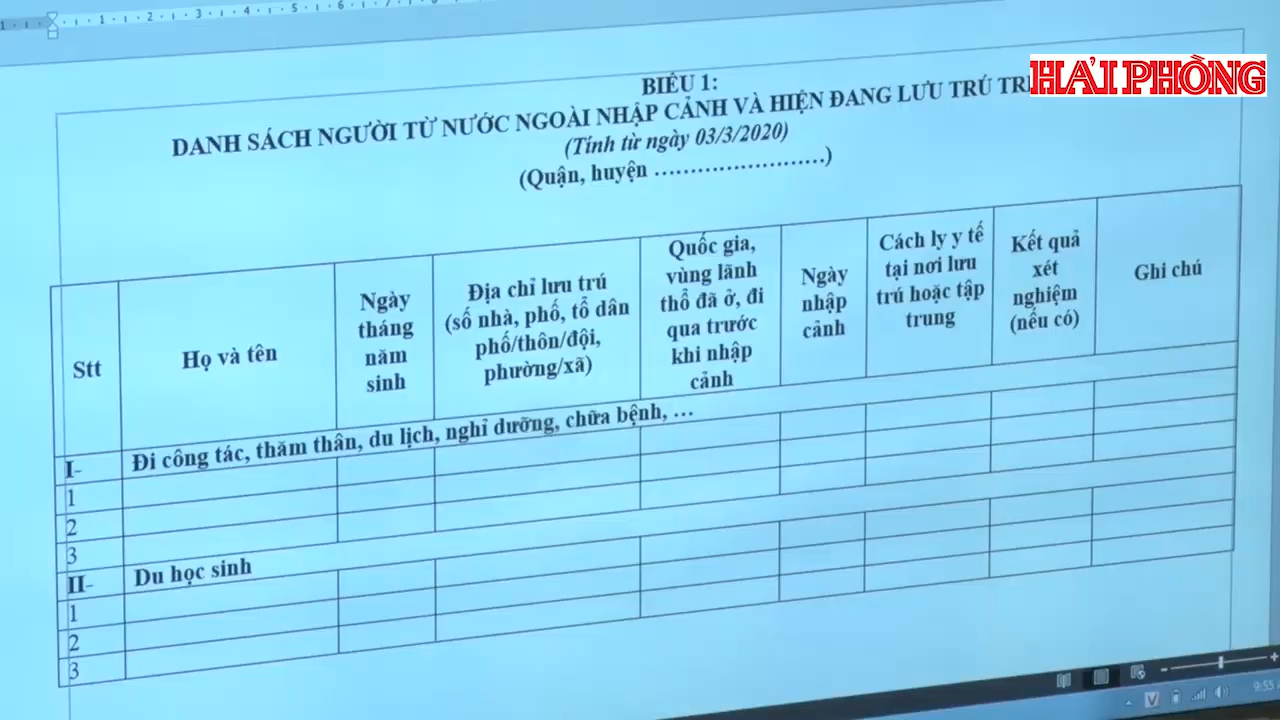 HẢI PHÒNG
BIỂU 1:
DANH SÁCH NGƯỜI TỪ NƯỚC NGOÀI NHẬP CẢNH VÀ HIỆN ĐANG LƯU TRÚ
(Tính từ ngày 03/3/2020)
(Quận, huyện ……………………)
Stt
Họ và tên
Ngày
tháng
năm
sinh
Địa chỉ lưu trú
(số nhà, phố, tổ dân
phố/thôn/đội,
phường/xã)
Quốc gia,
vùng lãnh
thổ đã ở, đi
qua trước
khi nhập
cảnh
Ngày
nhập
cảnh
Cách ly y tế
tại nơi lưu
trú hoặc tập
trung
Kết quả
xét
nghiệm
(nếu có)
Ghi chú
I- Đi công tác, thăm thân, du lịch, nghỉ dưỡng, chữa bệnh, …
1
2
3
II- Du học sinh
1
2
3